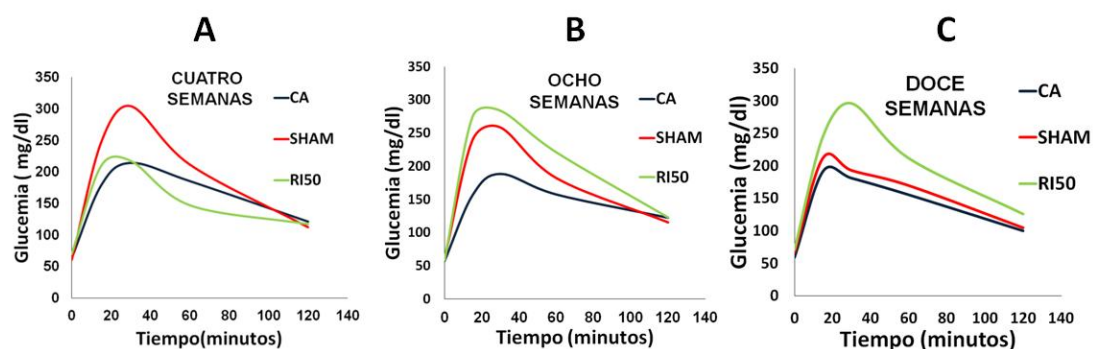 A
CUATRO
SEMANAS
CA
SHAM
RI50
350
300
250
200
150
100
50
0
Glucemia ( mg/dl)
0 20 40 60 80 100 120 140
Tiempo(minutos)
B
OCHO
SEMANAS
CA
SHAM
RI50
350
300
250
200
150
100
50
0
Glucemia (mg/dl)
0 20 40 60 80 100 120 140
Tiempo (minutos)
C
DOCE
SEMANAS
CA
SHAM
RI50
350
300
250
200
150
100
50
0
Glucemia (mg/dl)
0 20 40 60 80 100 120 140
Tiempo (minutos)